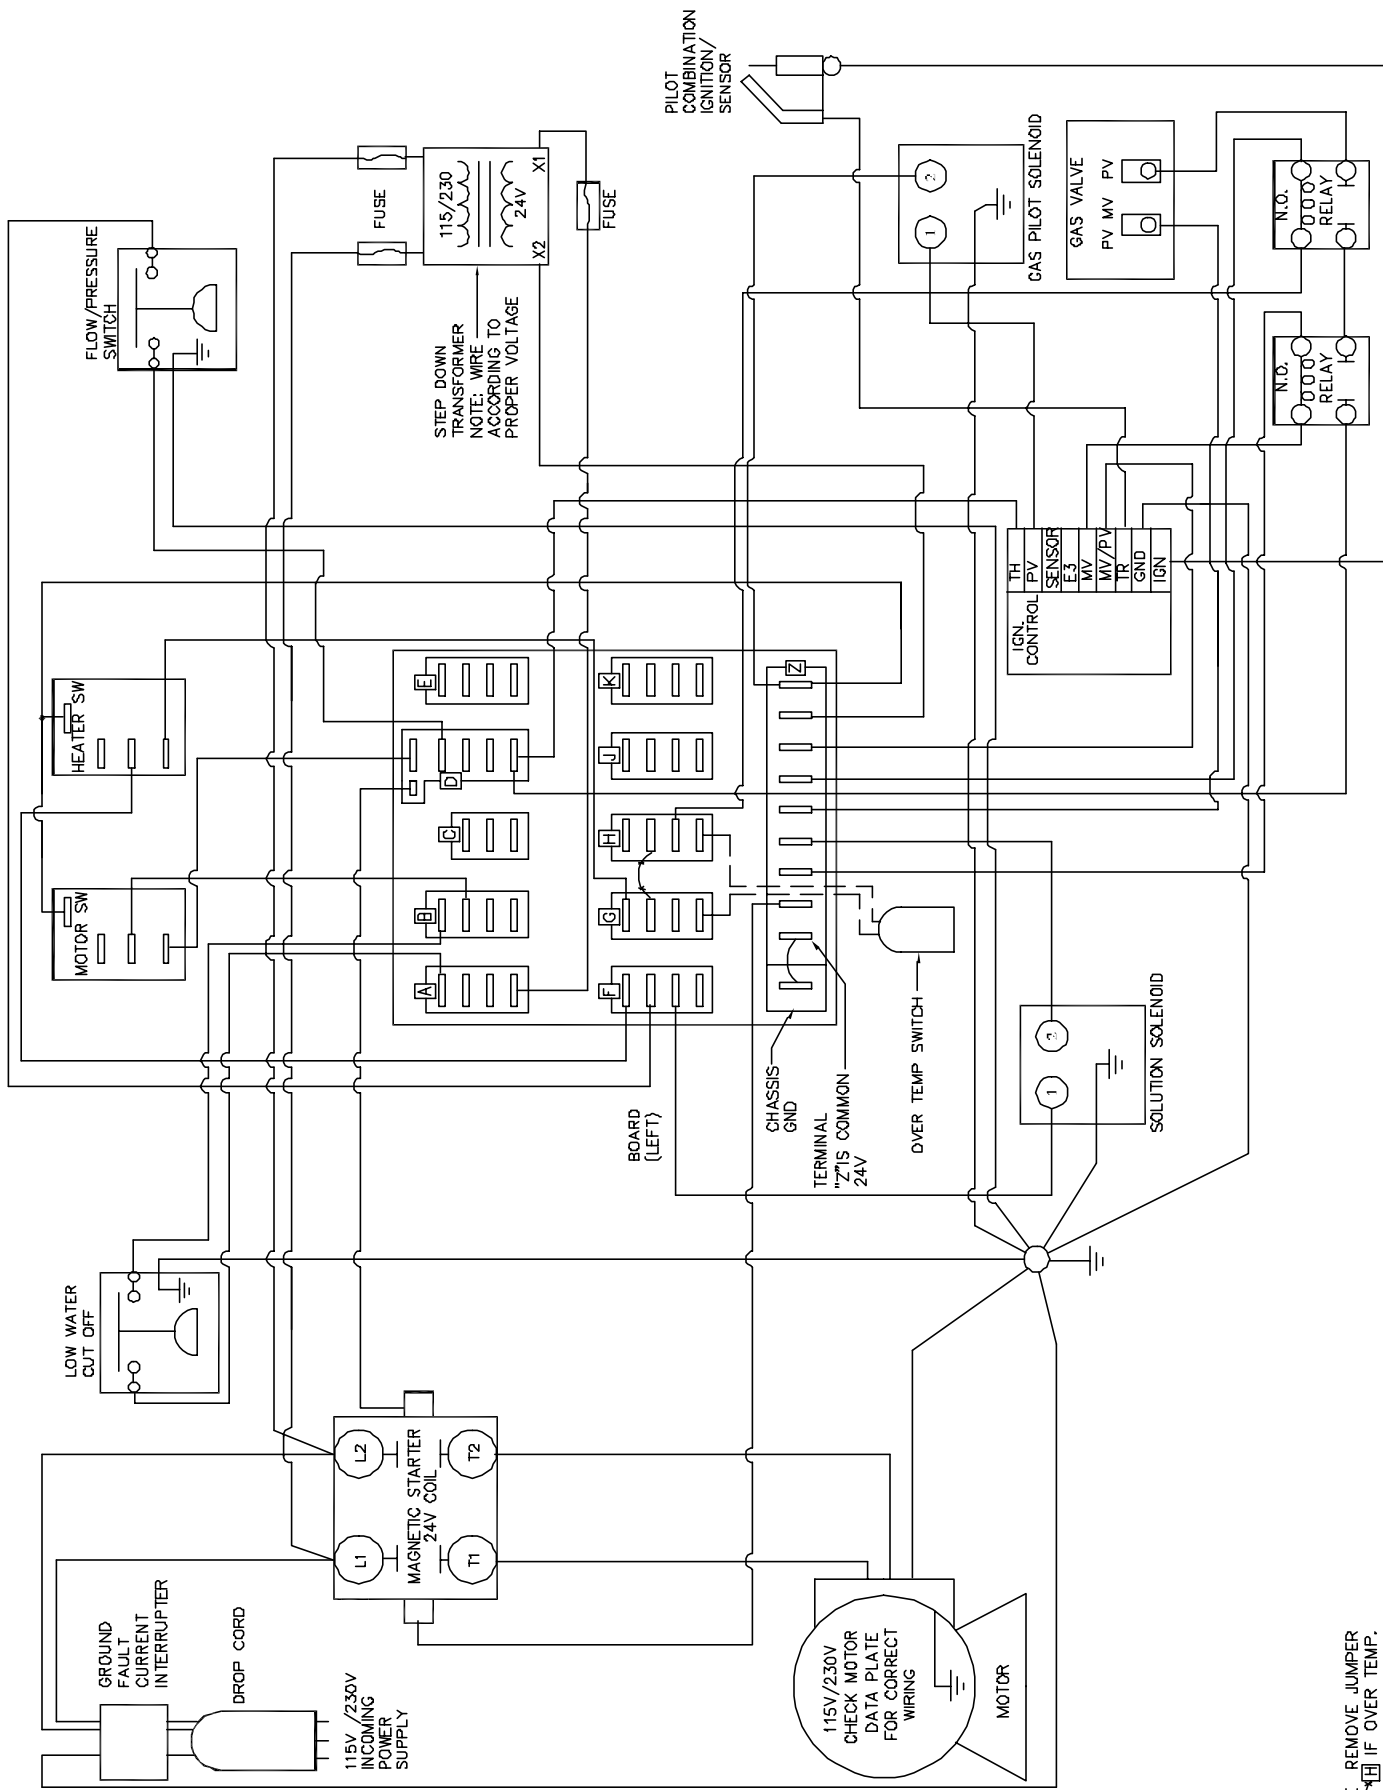 GROUND
FAULT
CURRENT
INTERRUPTER
DROP CORD
115V /230V
INCOMING
POWER
SUPPLY
L1
L2
MAGNETIC STARTER
24V COIL
T1
T2
115V/230V
CHECK MOTOR
DATA PLATE
FOR CORRECT
WIRING
MOTOR
REMOVE JUMPER
H IF OVER TEMP.
LOW WATER
CUT OFF
MOTOR SW
HEATER SW
FLOW/PRESSURE
SWITCH
FUSE
115/230
24V
X2
X1
FUSE
STEP DOWN
TRANSFORMER
NOTE: WIRE
ACCORDING TO
PROPER VOLTAGE
A
B
C
D
E
F
G
H
J
K
Z
BOARD
(LEFT)
CHASSIS
GND
TERMINAL
"Z"IS COMMON
24V
OVER TEMP SWITCH
1
2
SOLUTION SOLENOID
PILOT
COMBINATION
IGNITION/
SENSOR
1
2
GAS PILOT SOLENOID
GAS VALVE
PV MV PV
IGN.
CONTROL
TH
PV
SENSOR
E3
MV
MV/PV
TR
GND
IGN
N.O.
RELAY
N.O.
RELAY